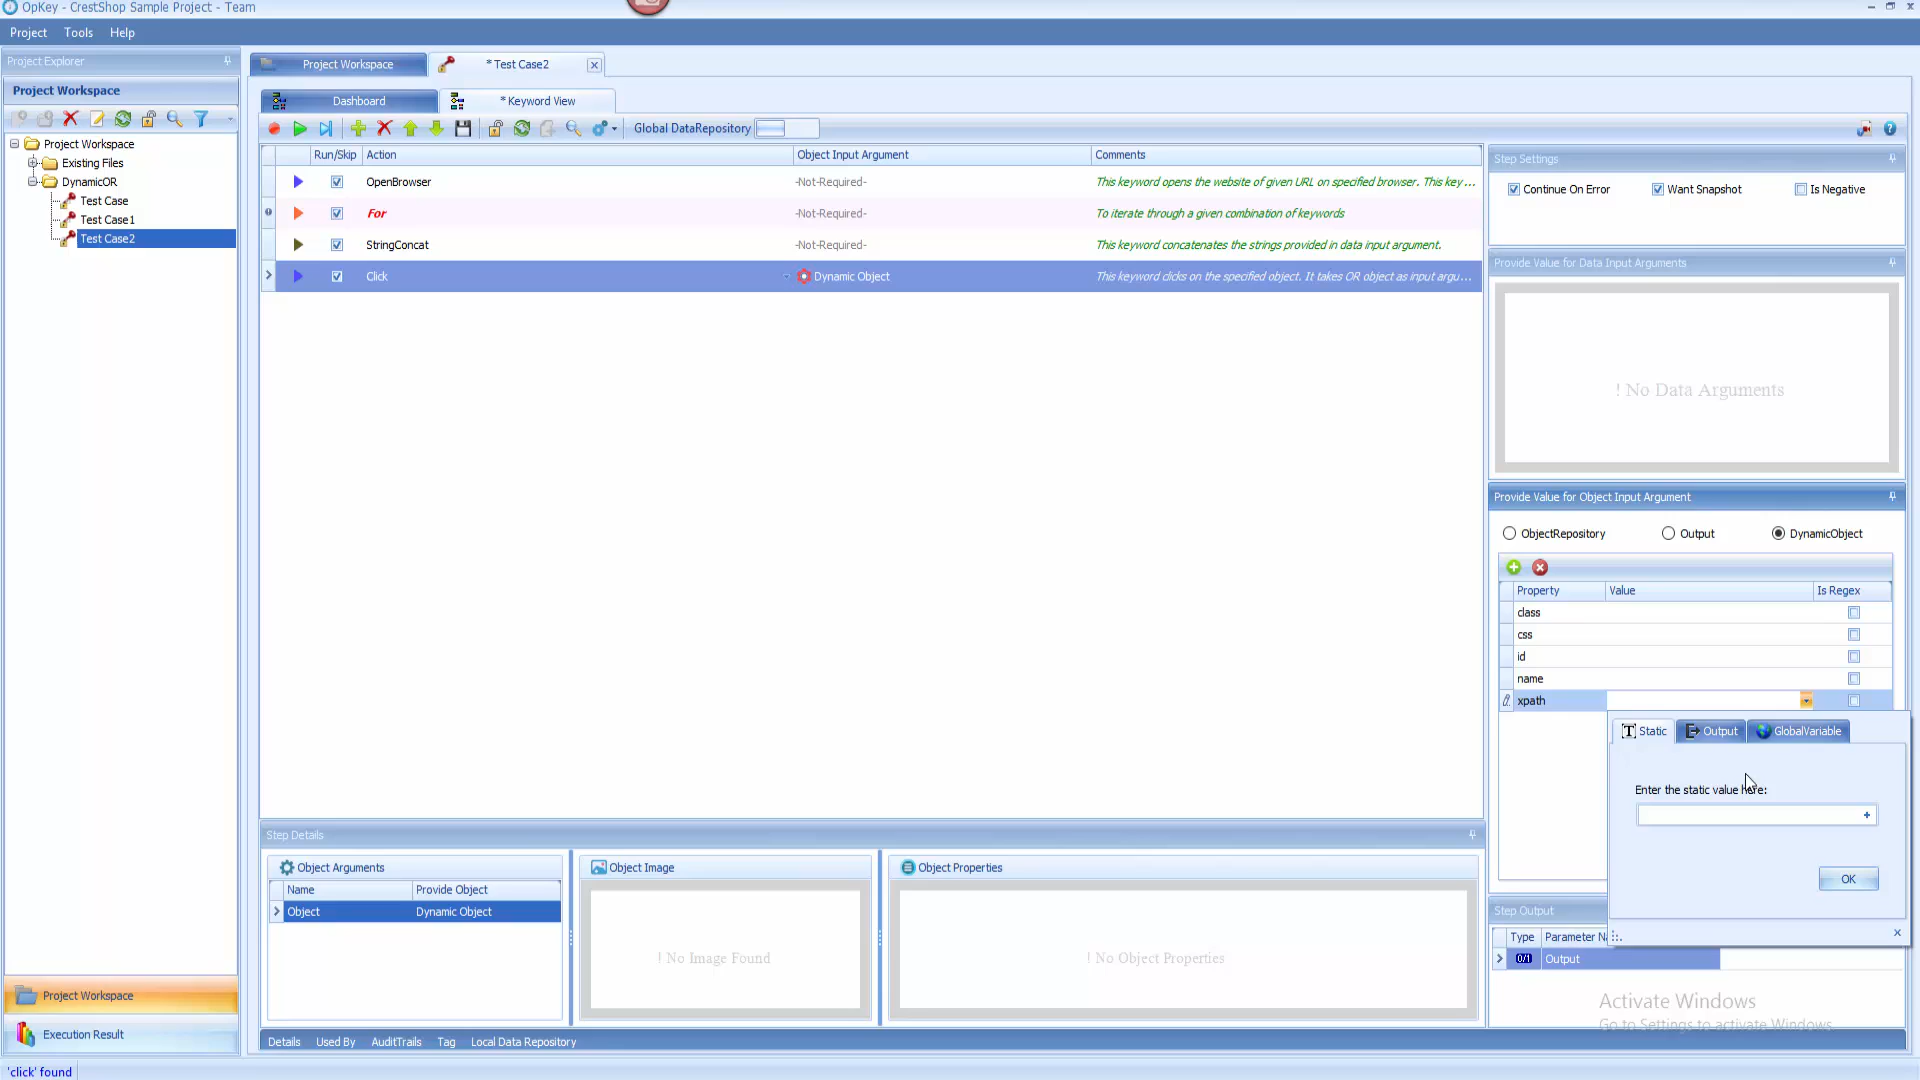 OpKey - CrestShop Sample Project - Team
Project Tools Help
Project Explorer
Project Workspace
Project Workspace
Existing Files
DynamicOR
Test Case
Test Case1
Test Case2
Project Workspace
Execution Result
'click' found
Project Workspace
* Test Case2
Dashboard
* Keyword View
Global DataRepository
Run/Skip Action Object Input Argument Comments
OpenBrowser -Not-Required- This keyword opens the website of given URL on specified browser. This key ...
For -Not-Required- To iterate through a given combination of keywords
StringConcat -Not-Required- This keyword concatenates the strings provided in data input argument.
Click Dynamic Object This keyword clicks on the specified object. It takes OR object as input argu...
Step Details
Object Arguments
Name Provide Object
Object Dynamic Object
Object Image
! No Image Found
Object Properties
! No Object Properties
Details Used By AuditTrails Tag Local Data Repository
Step Settings
Continue On Error Want Snapshot Is Negative
Provide Value for Data Input Arguments
! No Data Arguments
Provide Value for Object Input Argument
ObjectRepository Output DynamicObject
Property Value Is Regex
class
css
id
name
xpath
Static Output GlobalVariable
Enter the static value here:
OK
Step Output
Type Parameter Na
0/1 Output
Activate Windows
Go to Settings to activate Windows.